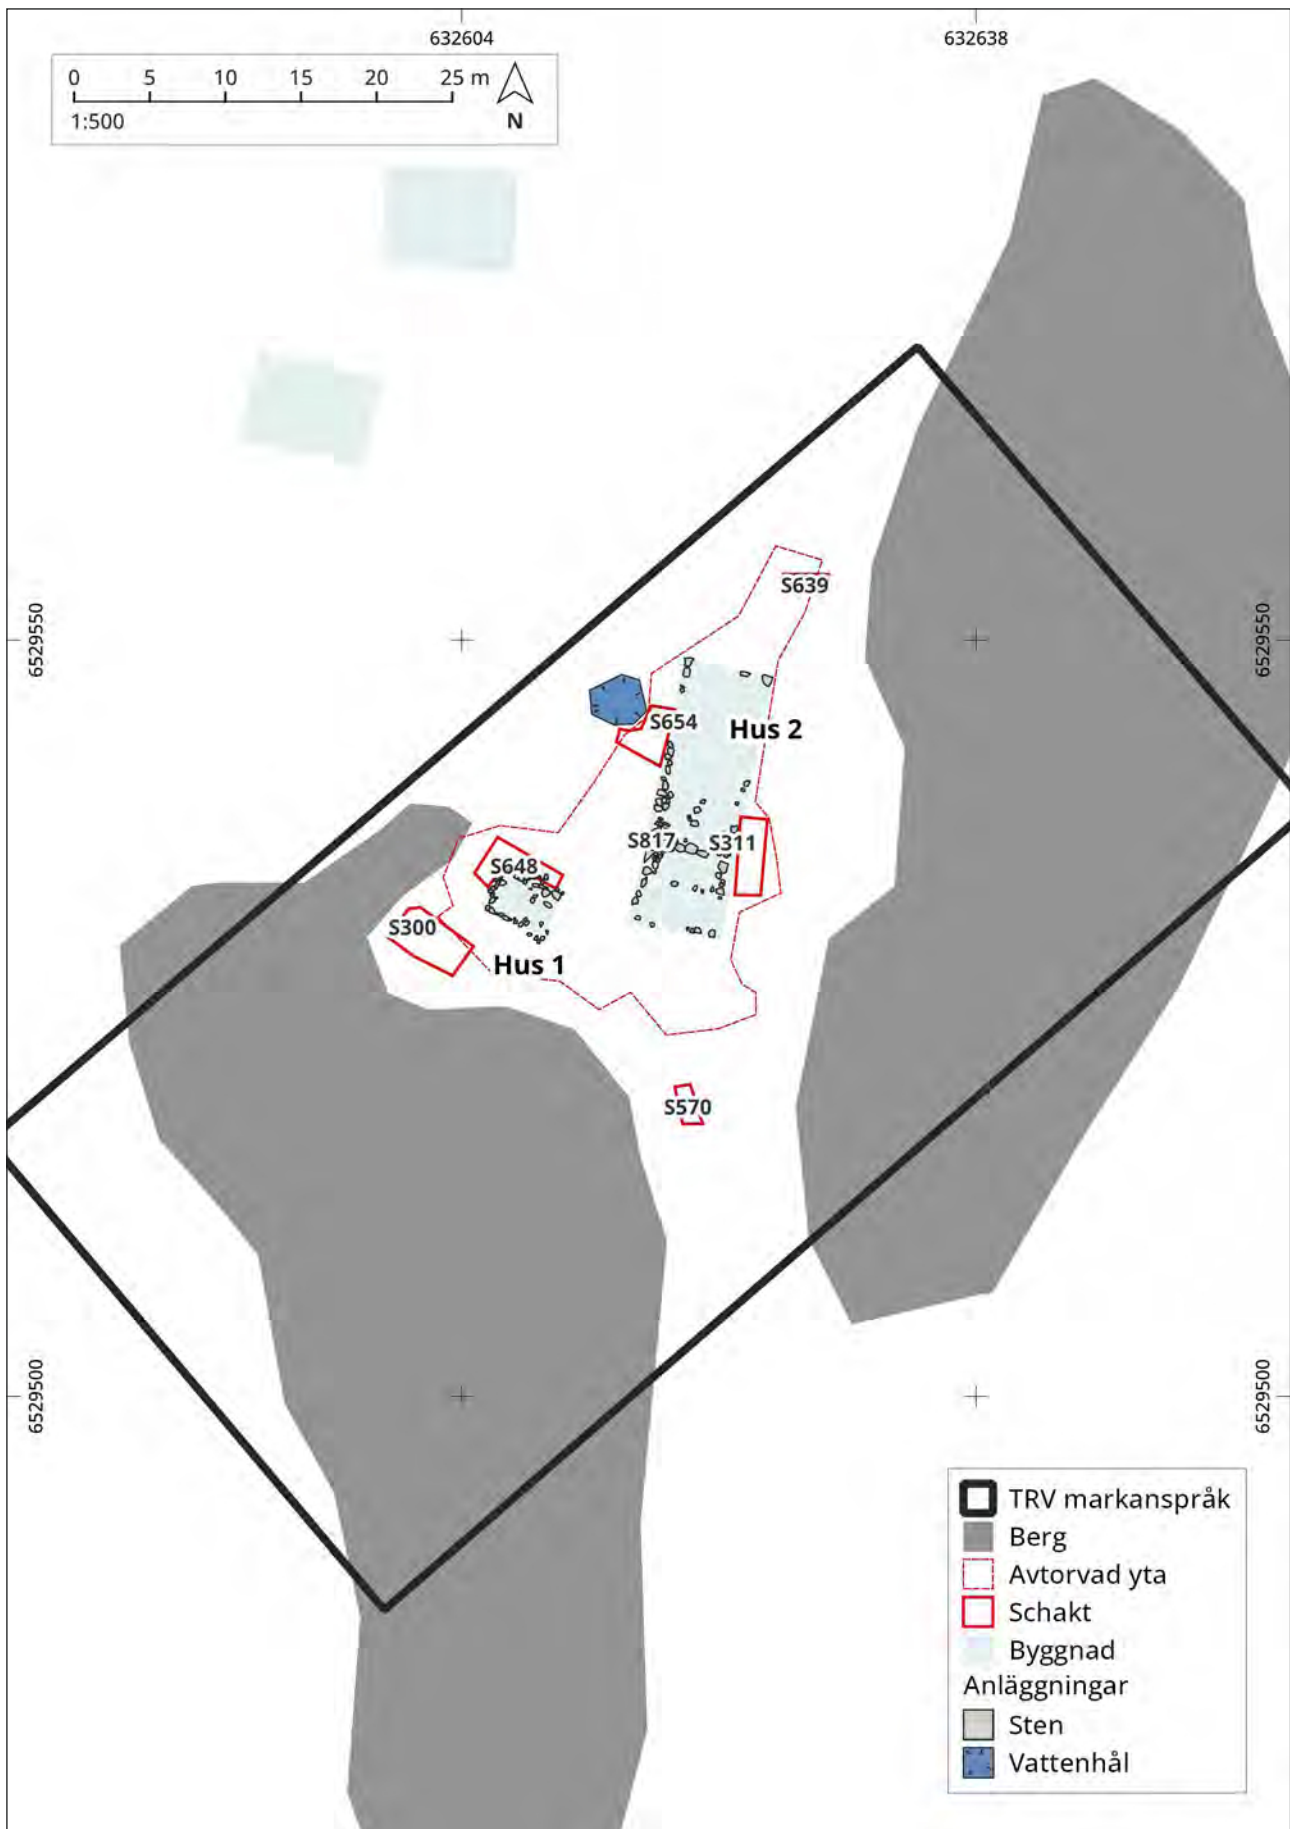 632604
632638
0 5 10 15 20 25 m
1:500
N
6529550
6529550
S639
S654
Hus 2
S817
S311
S648
S300
Hus 1
S570
6529500
6529500
TRV markanspråk
Berg
Avtorvad yta
Schakt
Byggnad
Anläggningar
Sten
Vattenhål